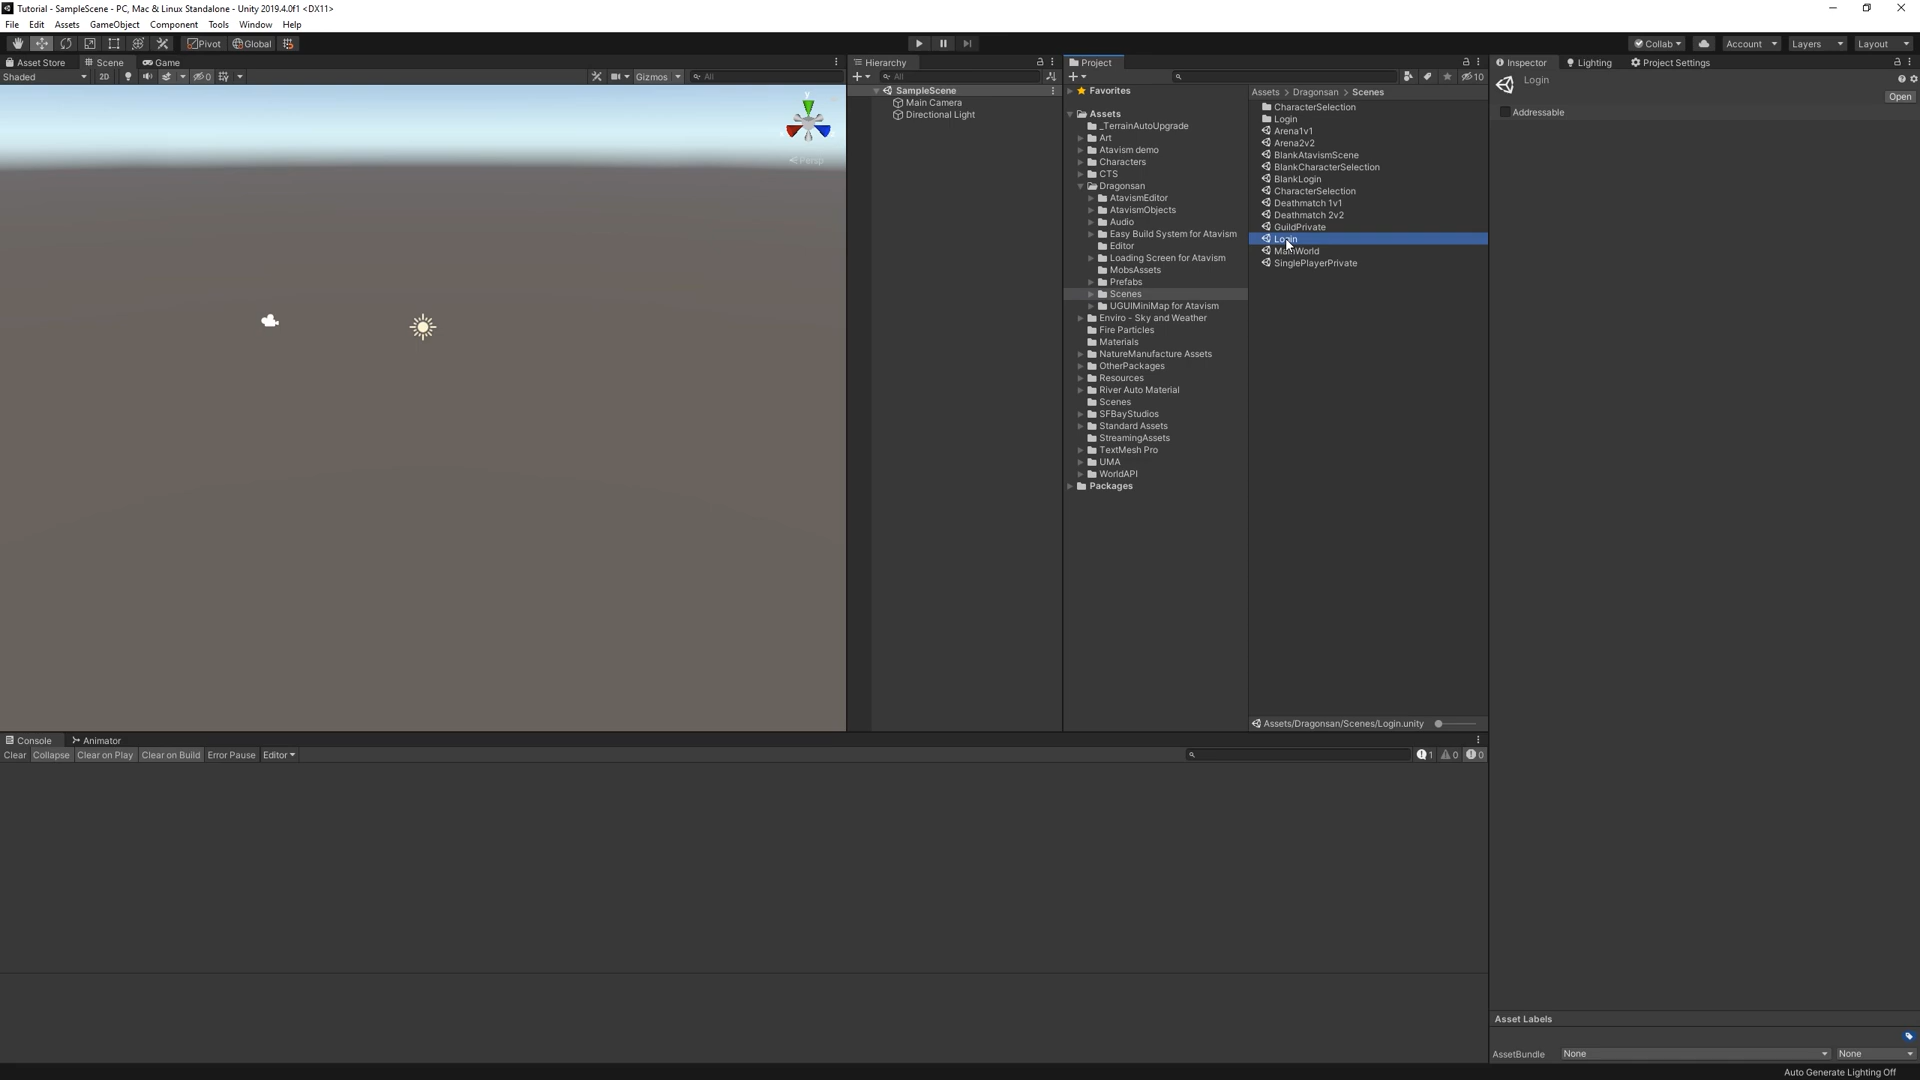 Tutorial - SampleScene - PC, Mac & Linux Standalone - Unity 2019.4.0f1 <DX11>
File Edit Assets GameObject Component Tools Window Help
Pivot Global Collab Account Layers Layout
Asset Store Scene Game
Shaded 2D 0 Gizmos All
y
Persp
Hierarchy
All
SampleScene
Main Camera
Directional Light
Project
10
Favorites
Assets
_TerrainAutoUpgrade
Art
Atavism demo
Characters
CTS
Dragonsan
AtavismEditor
AtavismObjects
Audio
Easy Build System for Atavism
Editor
Loading Screen for Atavism
MobsAssets
Prefabs
Scenes
UGUIMiniMap for Atavism
Enviro - Sky and Weather
Fire Particles
Materials
NatureManufacture Assets
OtherPackages
Resources
River Auto Material
Scenes
SFBayStudios
Standard Assets
StreamingAssets
TextMesh Pro
UMA
WorldAPI
Packages
Assets > Dragonsan > Scenes
CharacterSelection
Login
Arena1v1
Arena2v2
BlankAtavismScene
BlankCharacterSelection
BlankLogin
CharacterSelection
Deathmatch 1v1
Deathmatch 2v2
GuildPrivate
Login
MainWorld
SinglePlayerPrivate
Assets/Dragonsan/Scenes/Login.unity
Inspector Lighting Project Settings
Login
Open
Addressable
Console Animator
Clear Collapse Clear on Play Clear on Build Error Pause Editor
1 0 0
Asset Labels
AssetBundle None None
Auto Generate Lighting Off